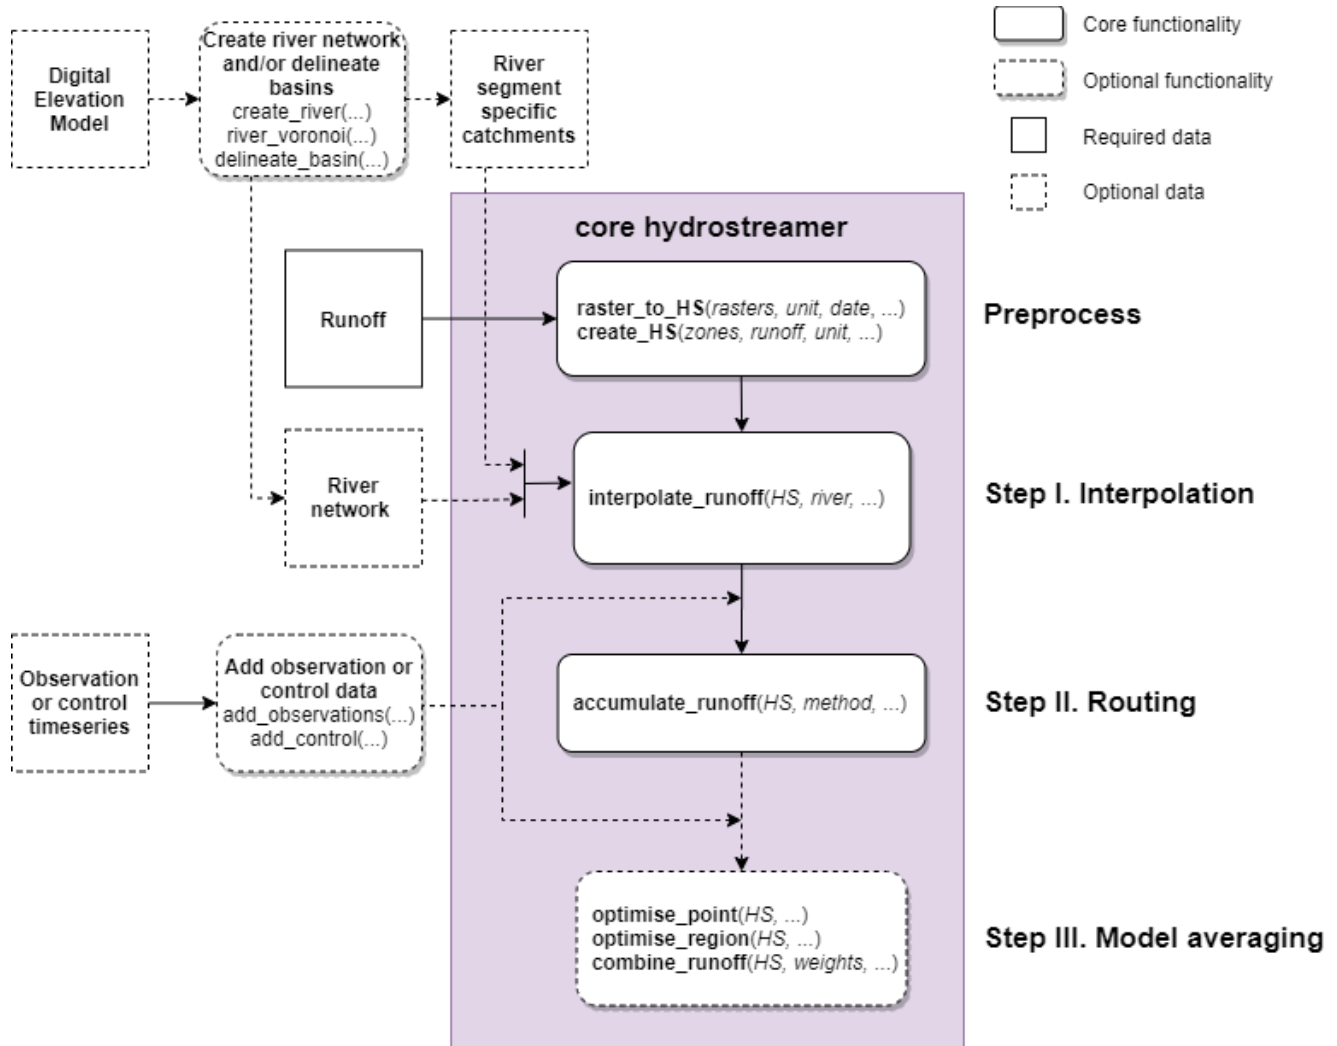 Digital
Elevation
Model
Create river network
and/or delineate
basins
create_river(...)
river_voronoi(...)
delineate_basin(...)
River
segment
specific
catchments
Core functionality
Optional functionality
Required data
Optional data
core hydrostreamer
Runoff
raster_to_HS(rasters, unit, date, ...)
create_HS(zones, runoff, unit, ...)
Preprocess
River
network
interpolate_runoff(HS, river, ...)
Step I. Interpolation
Observation
or control
timeseries
Add observation or
control data
add_observations(...)
add_control(...)
accumulate_runoff(HS, method, ...)
Step II. Routing
optimise_point(HS, ...)
optimise_region(HS, ...)
combine_runoff(HS, weights, ...)
Step III. Model averaging